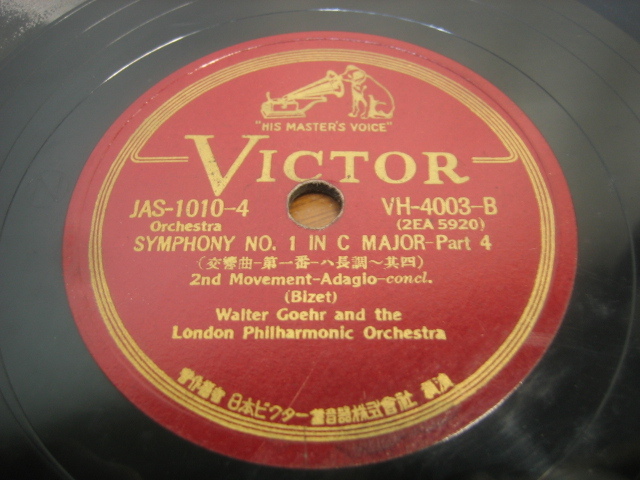 "HIS MASTER'S VOICE"
VICTOR
JAS-1010-4
VH-4003-B
Orchestra
(2EA 5920)
SYMPHONY NO. 1 IN C MAJOR-Part 4
(交響曲-第一番-ハ長調~其四)
2nd Movement-Adagio-concl.
(Bizet)
Walter Goehr and the
London Philharmonic Orchestra
日本ビクター蓄音器株式會社 橫濱